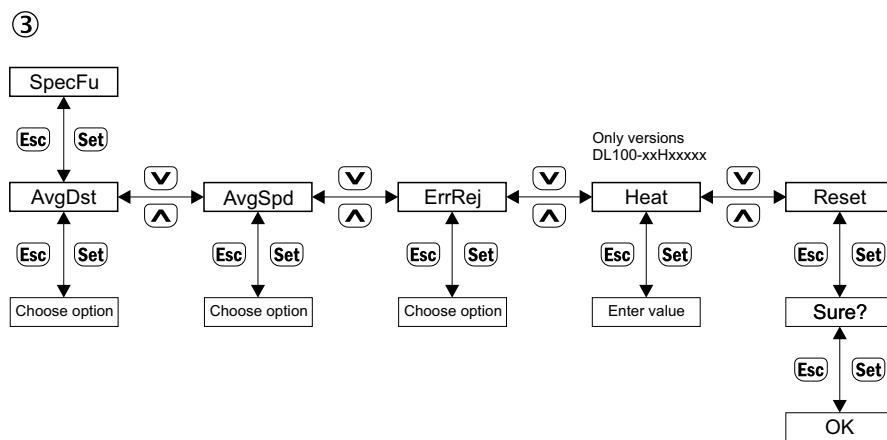 ③
SpecFu
Esc Set
Only versions
DL100-xxHxxxxx
AvgDst AvgSpd ErrRej Heat Reset
Esc Set Esc Set Esc Set Esc Set Esc Set
Choose option Choose option Choose option Enter value Sure?
Esc Set
OK